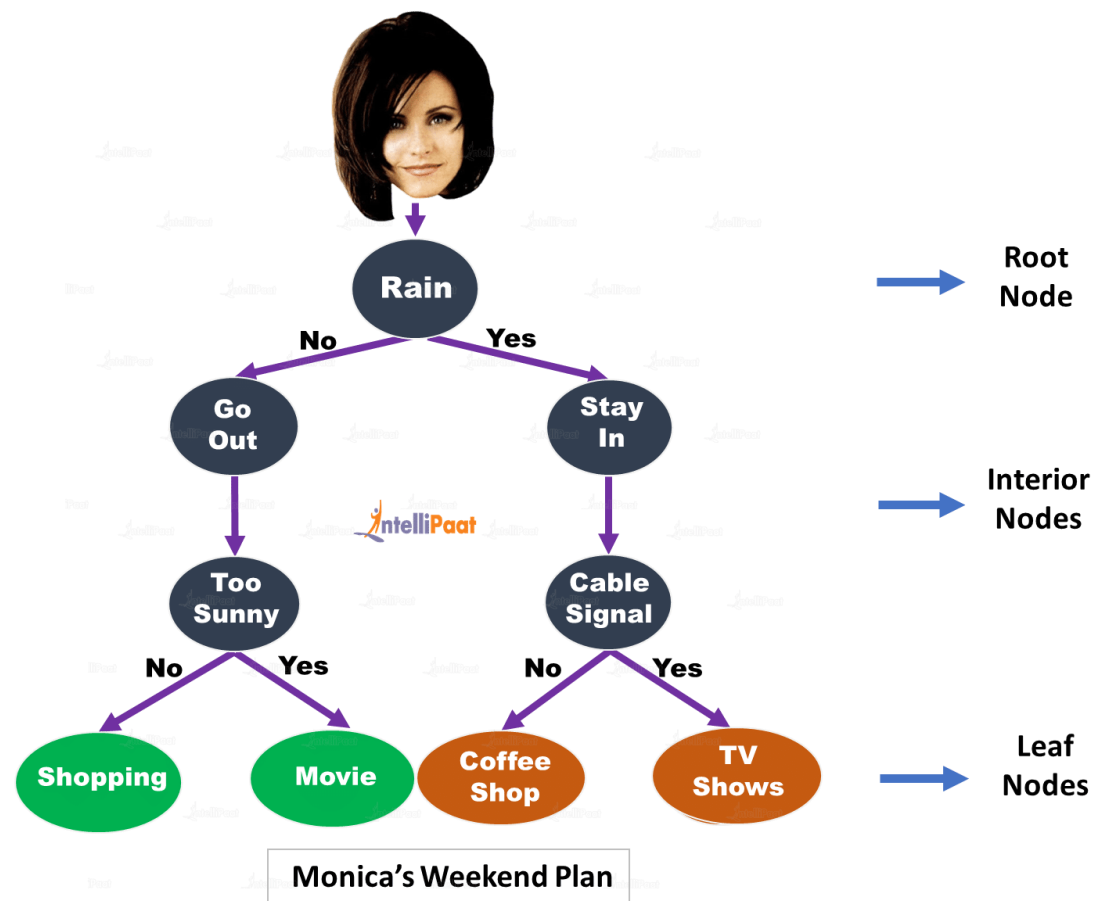 Rain
Root
Node
No
Yes
Go
Out
Stay
In
Interior
Nodes
IntelliPaat
Too
Sunny
Cable
Signal
No
Yes
No
Yes
Shopping
Movie
Coffee
Shop
TV
Shows
Leaf
Nodes
Monica's Weekend Plan